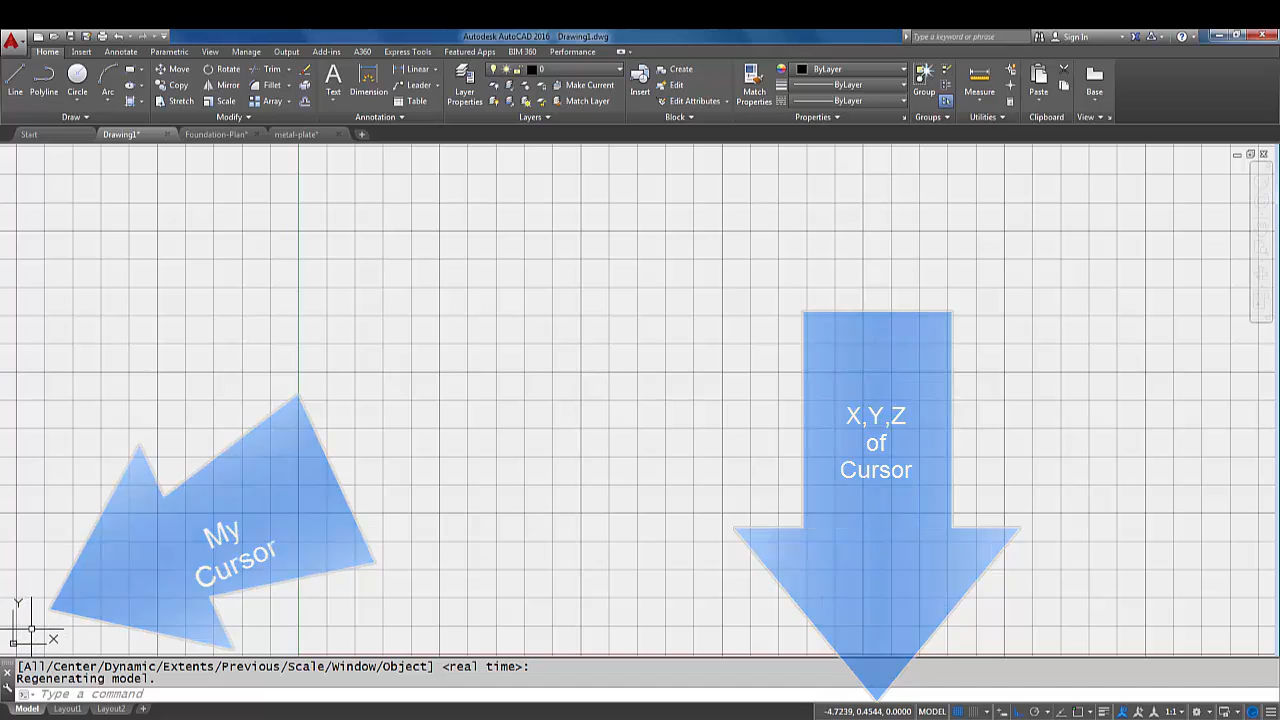 Autodesk AutoCAD 2016 Drawing1.dwg
Type a keyword or phrase
Sign In
Home Insert Annotate Parametric View Manage Output Add-ins A360 Express Tools Featured Apps BIM 360 Performance
Move Rotate Trim Linear 0 Create ByLayer
Copy Mirror Fillet Leader Make Current Edit ByLayer
Stretch Scale Array Table Match Layer Edit Attributes ByLayer
Line Polyline Circle Arc Text Dimension Layer Properties Insert Match Properties Group Measure Paste Base
Draw Modify Annotation Layers Block Properties Groups Utilities Clipboard View
Start Drawing1* Foundation-Plan* metal-plate*
X,Y,Z
of
Cursor
My
Cursor
Y
X
[All/Center/Dynamic/Extents/Previous/Scale/Window/Object] <real time>:
Regenerating model.
Type a command
Model Layout1 Layout2 +
-4.7239, 0.4544, 0.0000 MODEL 1:1